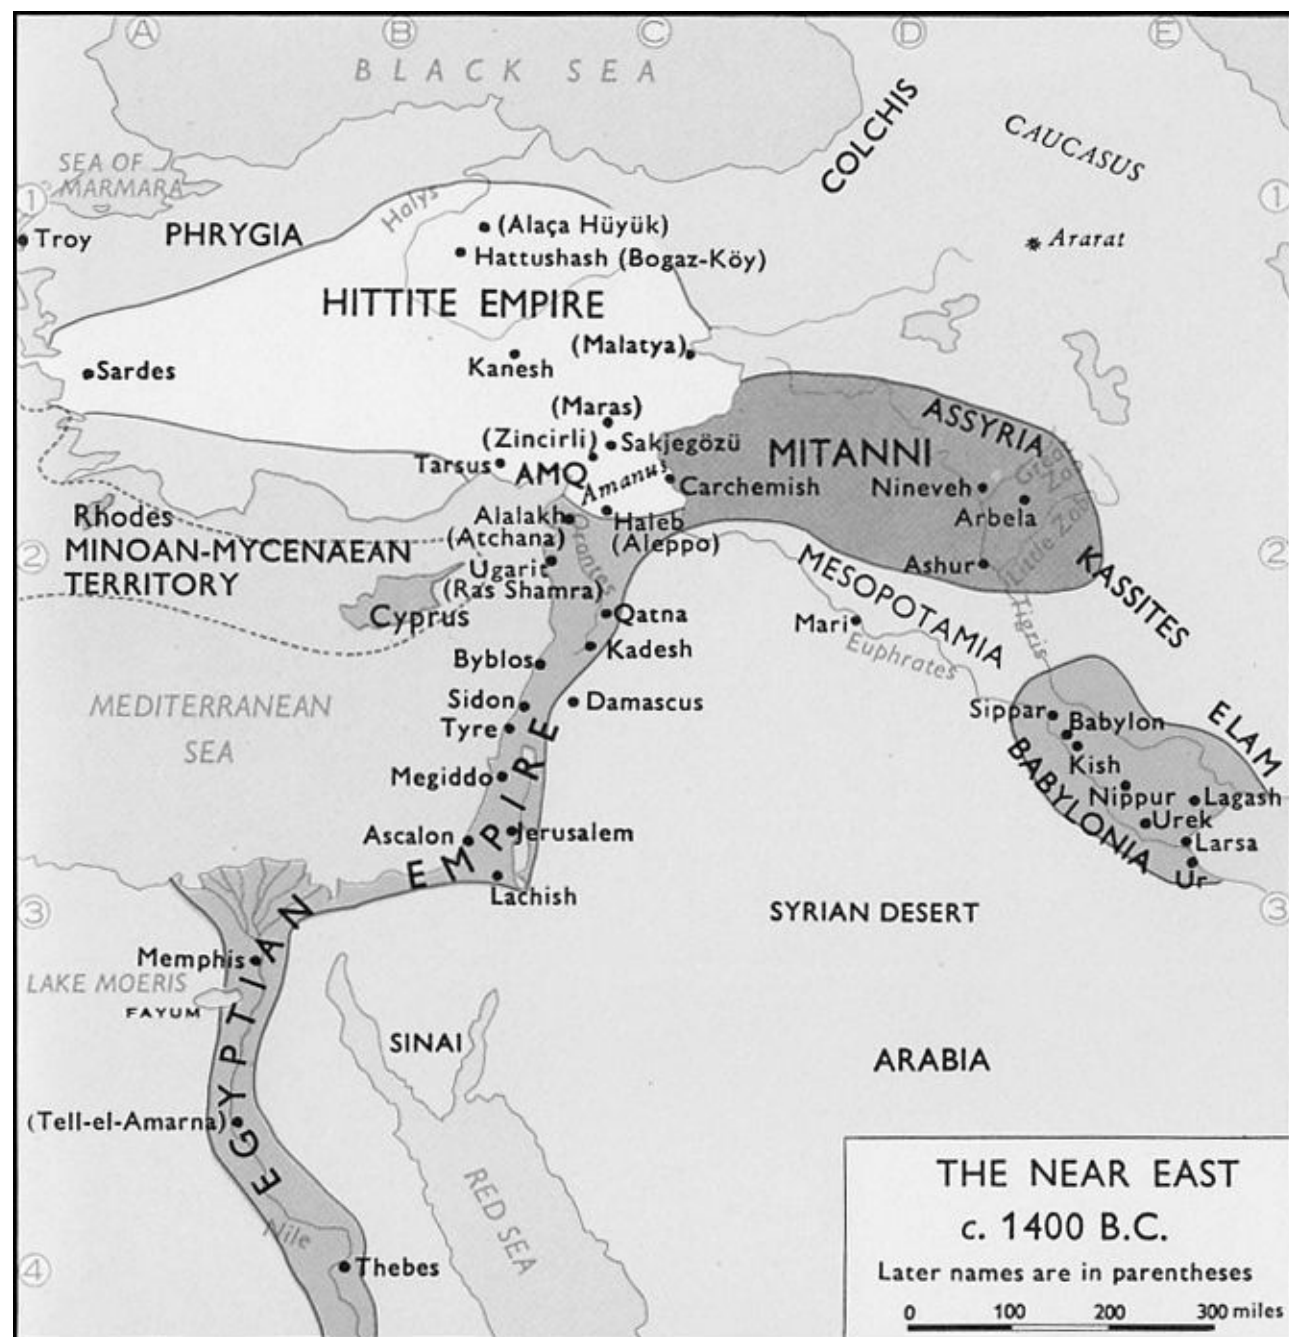 A
B
C
D
E
BLACK SEA
COLCHIS
CAUCASUS
SEA OF
MARMARA
1
1
Troy
PHRYGIA
Halys
(Alaça Hüyük)
Hattushash (Bogaz-Köy)
Ararat
HITTITE EMPIRE
Sardes
Kanesh
(Malatya)
(Maras)
(Zincirli)
Sakjegözü
Tarsus
AMQ
Amanus
Carchemish
MITANNI
ASSYRIA
Great
Zab
Nineveh
Arbela
Little Zab
Ashur
Rhodes
MINOAN-MYCENAEAN
TERRITORY
2
2
Alalakh
(Atchana)
Orontes
Haleb
(Aleppo)
Ugarit
(Ras Shamra)
Cyprus
Qatna
Kadesh
MESOPOTAMIA
KASSITES
Mari
Euphrates
Tigris
Byblos
Sidon
Damascus
Tyre
MEDITERRANEAN
SEA
Megiddo
Ascalon
Jerusalem
Lachish
Sippar
Babylon
Kish
Nippur
Lagash
Urek
Larsa
Ur
BABYLONIA
ELAM
3
3
SYRIAN DESERT
EGYPTIAN EMPIRE
Memphis
LAKE MOERIS
FAYUM
SINAI
ARABIA
(Tell-el-Amarna)
RED SEA
Nile
Thebes
4
THE NEAR EAST
c. 1400 B.C.
Later names are in parentheses
0 100 200 300 miles